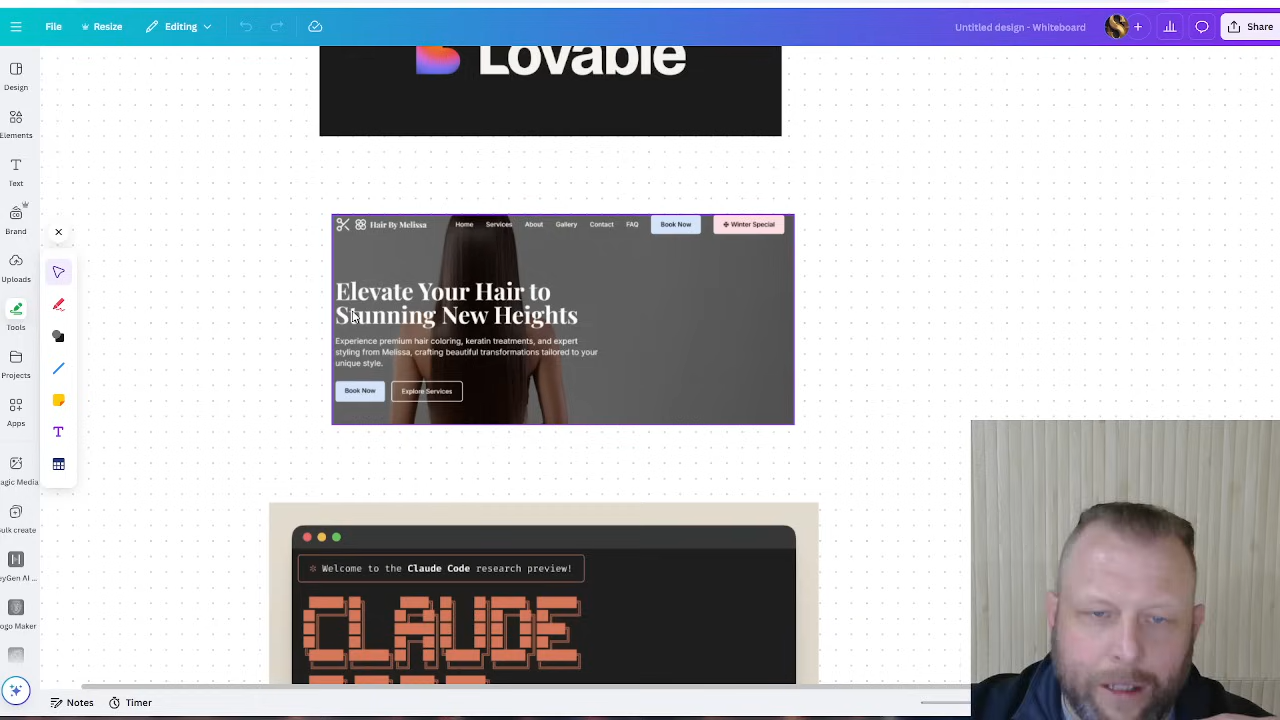 File
Resize
Editing
Untitled design - Whiteboard
Share
Design
Elements
Text
Projects
Apps
Notes
Timer
Lovable
Hair By Melissa
Home
Services
About
Gallery
Contact
FAQ
Book Now
Winter Special
Elevate Your Hair to
Stunning New Heights
Experience premium hair coloring, keratin treatments, and expert
styling from Melissa, crafting beautiful transformations tailored to your
unique style.
Book Now
Explore Services
* Welcome to the Claude Code research preview!
CLAUDE